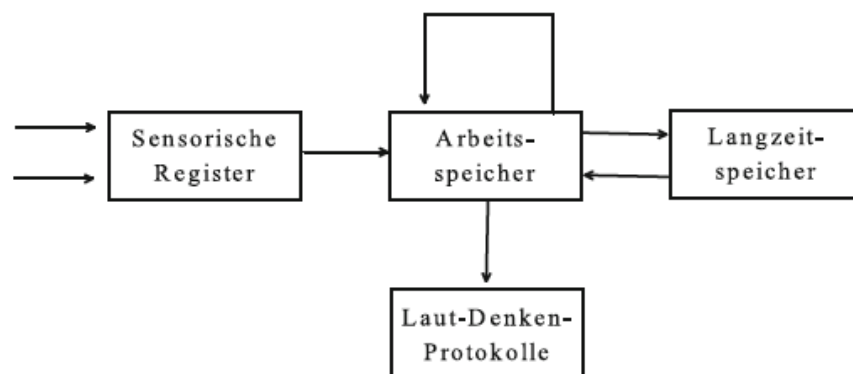 Sensorische
Register
Arbeits-
speicher
Langzeit-
speicher
Laut-Denken-
Protokolle